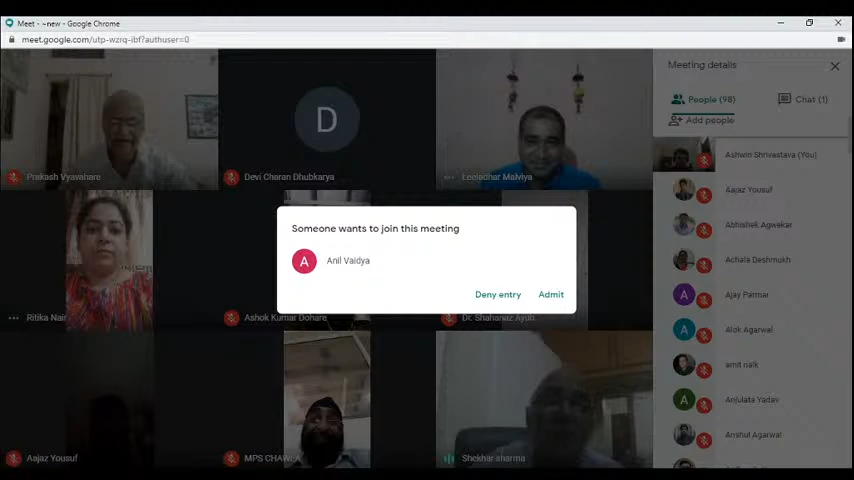 Meet - ~new - Google Chrome
meet.google.com/utp-wzrq-ibf?authuser=0
Prakash Vyawahare
D
Devi Charan Dhubkarya
Leeladhar Malviya
Ritika Nair
Ashok Kumar Dohare
Dr. Shahanaz Ayub
Aajaz Yousuf
MPS CHAWLA
Shekhar sharma
Someone wants to join this meeting
A
Anil Vaidya
Deny entry
Admit
Meeting details
People (98)
Chat (1)
Add people
Ashwin Shrivastava (You)
Aajaz Yousuf
Abhishek Agwekar
Achala Deshmukh
A
Ajay Parmar
A
Alok Agarwal
amit naik
A
Anjulata Yadav
Anshul Agarwal